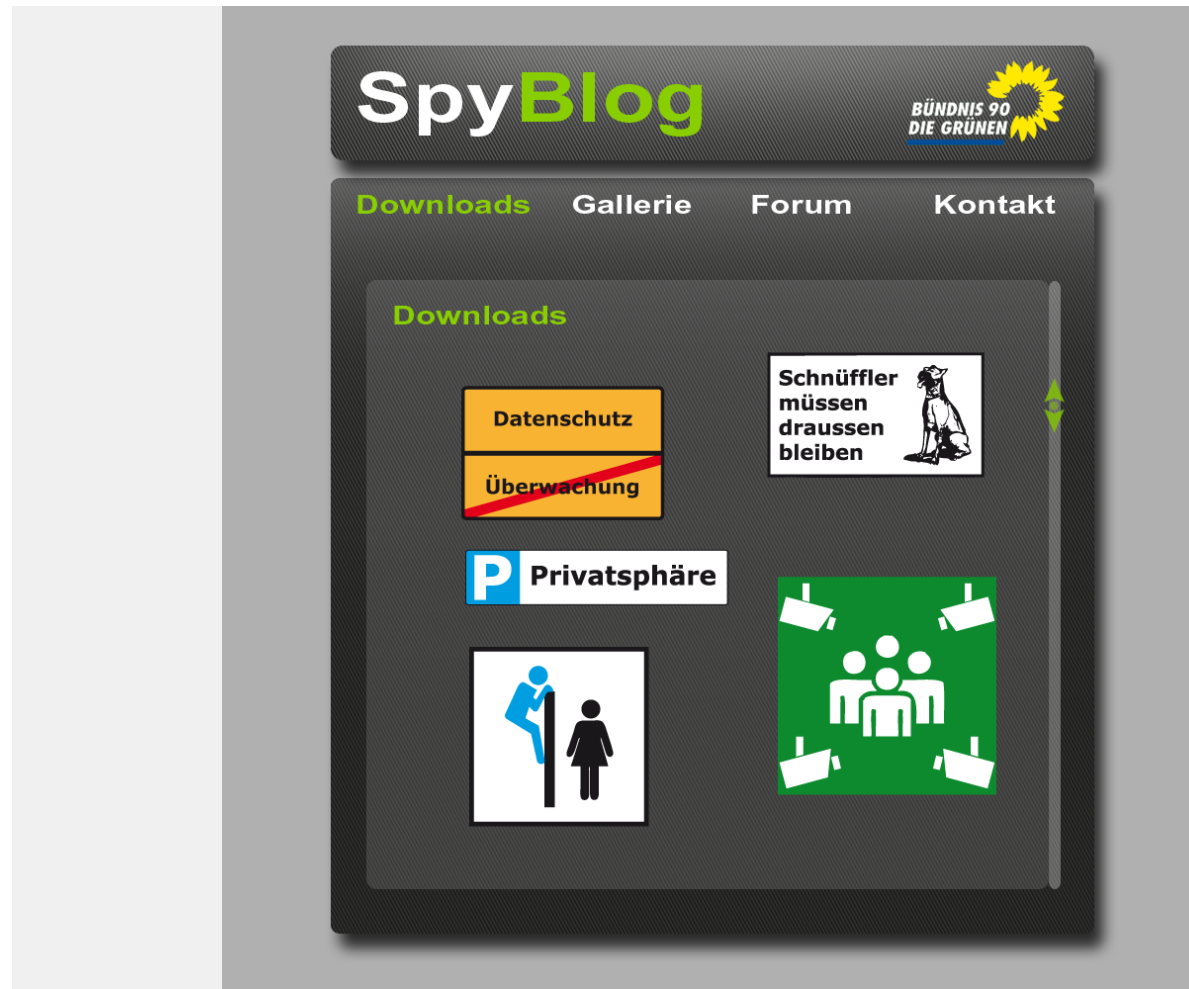 SpyBlog
BÜNDNIS 90
DIE GRÜNEN
Downloads Gallerie Forum Kontakt
Downloads
Datenschutz
Überwachung
Schnüffler
müssen
draussen
bleiben
P Privatsphäre